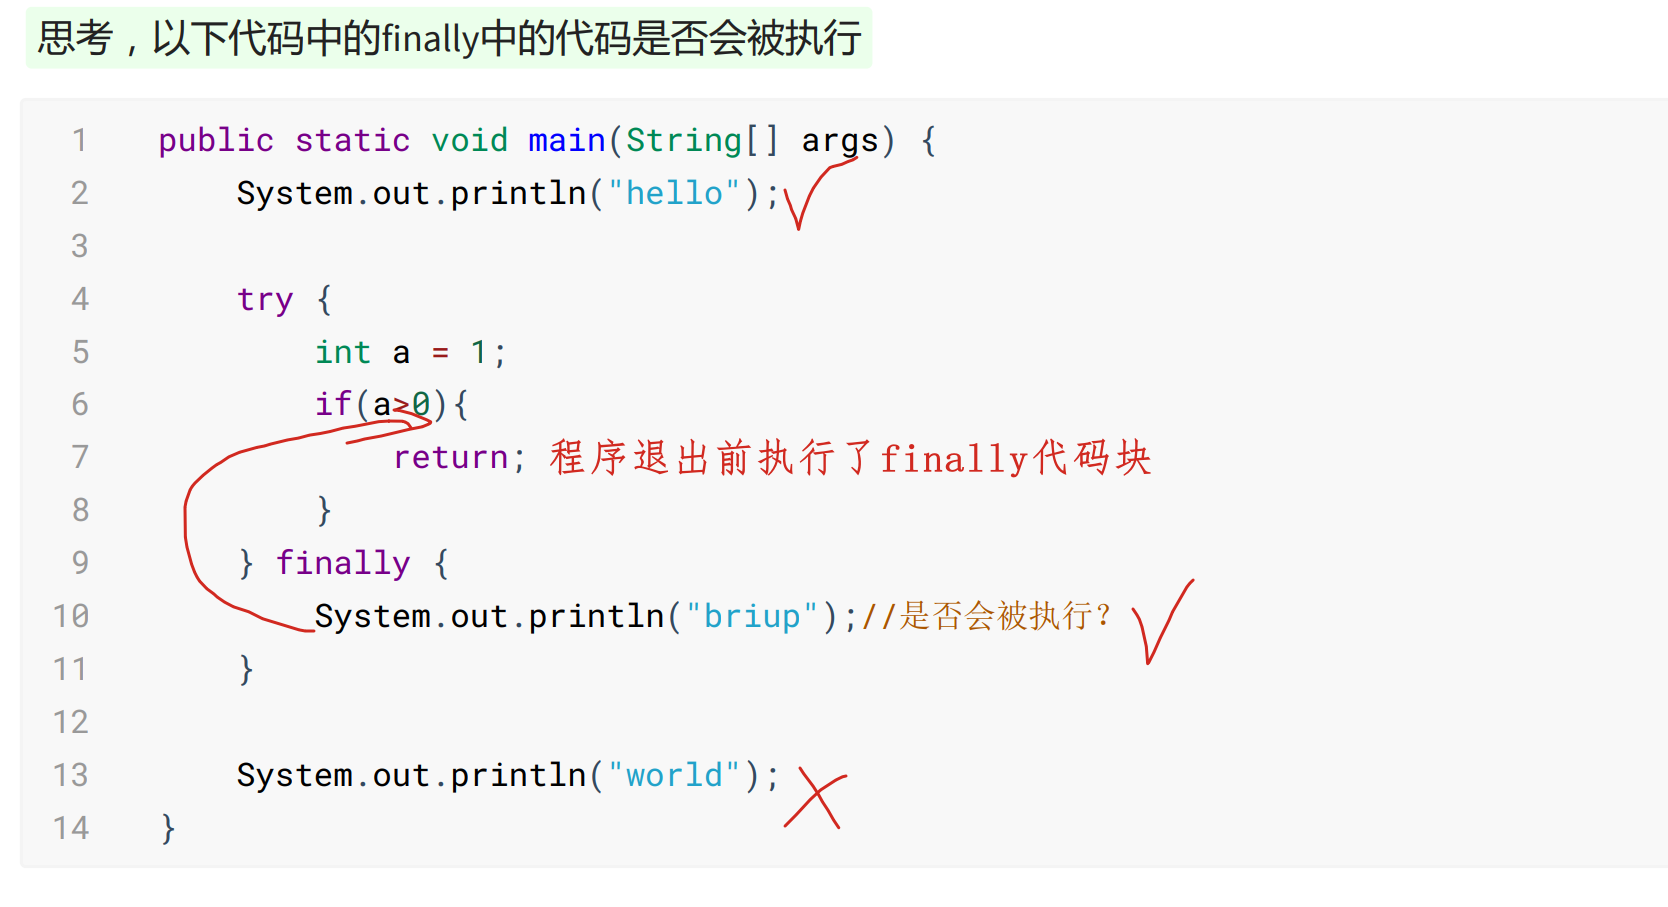 思考，以下代码中的finally中的代码是否会被执行
1 public static void main(String[] args) {
2 System.out.println("hello");
3
4 try {
5 int a = 1;
6 if(a>0){
7 return; 程序退出前执行了finally代码块
8 }
9 } finally {
10 System.out.println("briup");//是否会被执行？
11 }
12
13 System.out.println("world");
14 }